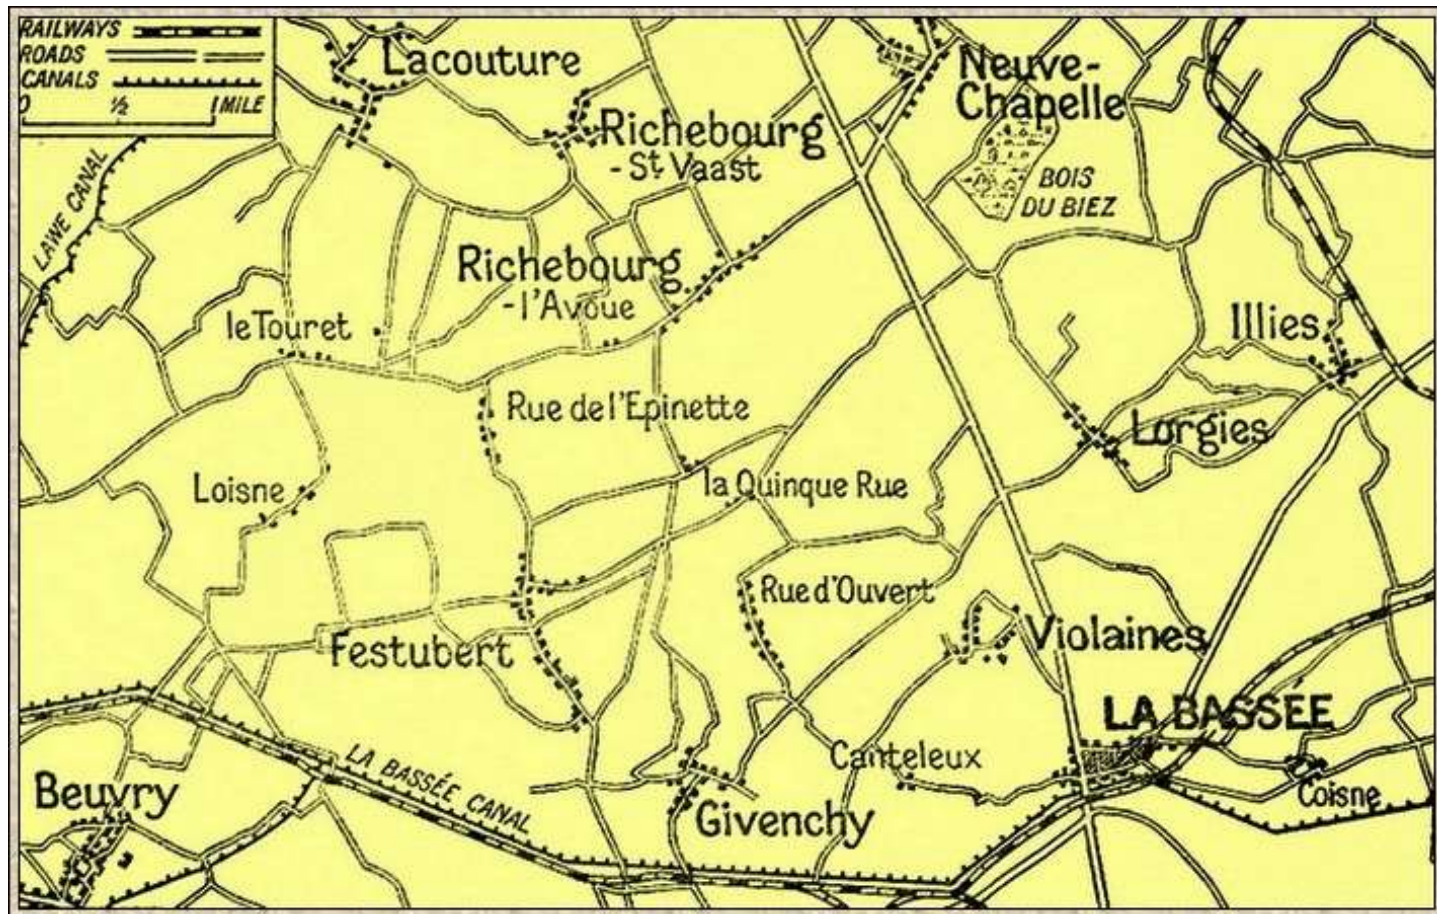 RAILWAYS
ROADS
CANALS
0 ½ 1 MILE
Lacouture
Neuve-
Chapelle
Richebourg
-St Vaast
LAWE CANAL
BOIS
DU BIEZ
Richebourg
-l'Avoue
le Touret
Illies
Rue de l'Epinette
Lorgies
Loisne
la Quinque Rue
Rue d'Ouvert
Festubert
Violaines
LA BASSÉE
LA BASSÉE CANAL
Canteleux
Beuvry
Coisne
Givenchy